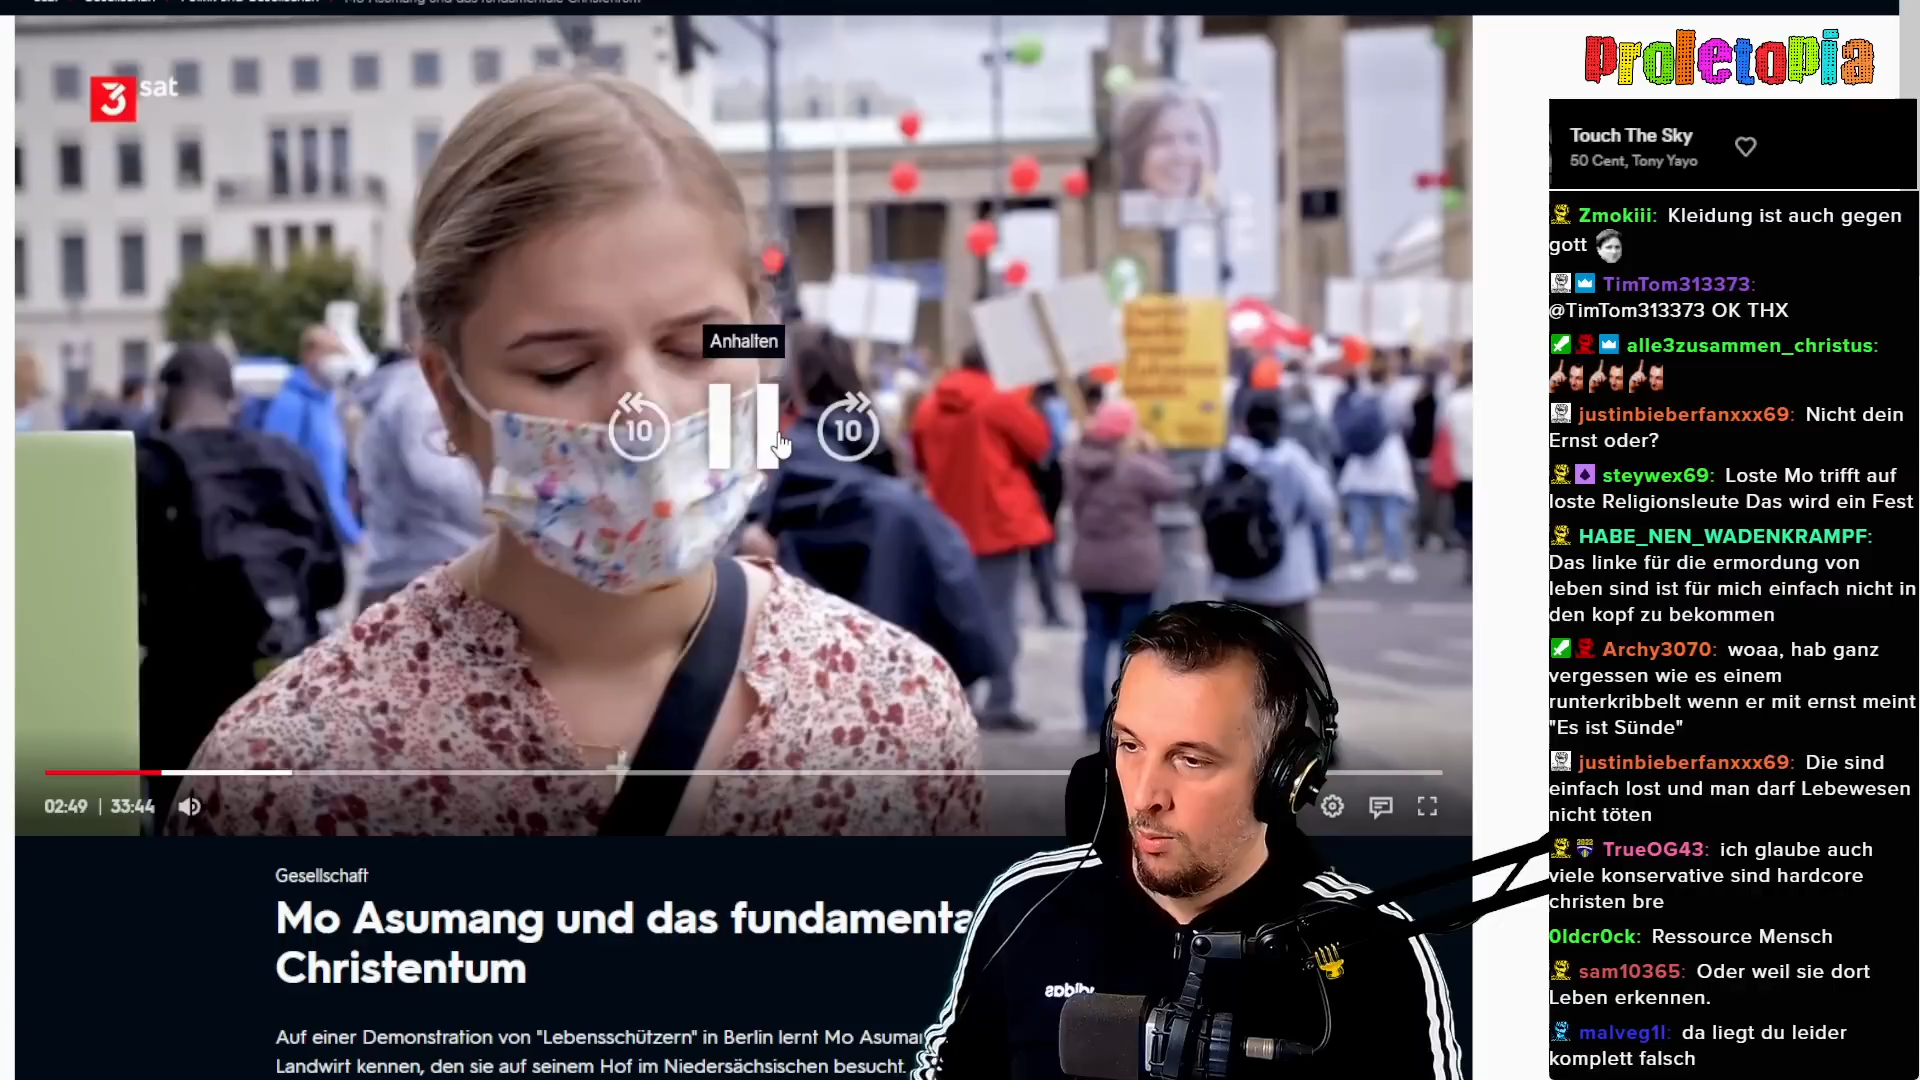 Mo Asumang und das fundamentale Christentum
3sat
Anhalten
10
10
02:49 | 33:44
Gesellschaft
Mo Asumang und das fundamenta
Christentum
Auf einer Demonstration von "Lebensschützern" in Berlin lernt Mo Asuma
Landwirt kennen, den sie auf seinem Hof im Niedersächsischen besucht.
adidas
Proletopia
Touch The Sky
50 Cent, Tony Yayo
Zmokiii: Kleidung ist auch gegen
gott
TimTom313373:
@TimTom313373 OK THX
alle3zusammen_christus:
justinbieberfanxxx69: Nicht dein
Ernst oder?
steywex69: Loste Mo trifft auf
loste Religionsleute Das wird ein Fest
HABE_NEN_WADENKRAMPF:
Das linke für die ermordung von
leben sind ist für mich einfach nicht in
den kopf zu bekommen
Archy3070: woaa, hab ganz
vergessen wie es einem
runterkribbelt wenn er mit ernst meint
"Es ist Sünde"
justinbieberfanxxx69: Die sind
einfach lost und man darf Lebewesen
nicht töten
TrueOG43: ich glaube auch
viele konservative sind hardcore
christen bre
0ldcr0ck: Ressource Mensch
sam10365: Oder weil sie dort
Leben erkennen.
malveg1l: da liegt du leider
komplett falsch